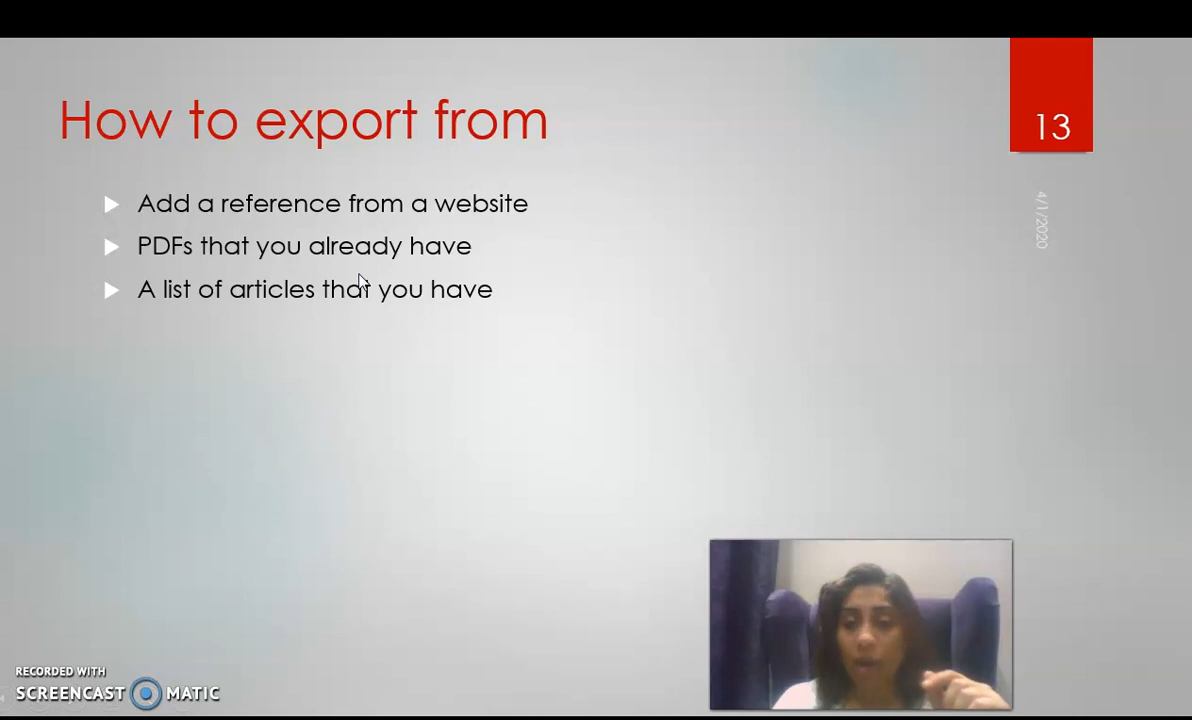 How to export from
13
Add a reference from a website
PDFs that you already have
A list of articles that you have
4/1/2020
RECORDED WITH
SCREENCAST MATIC